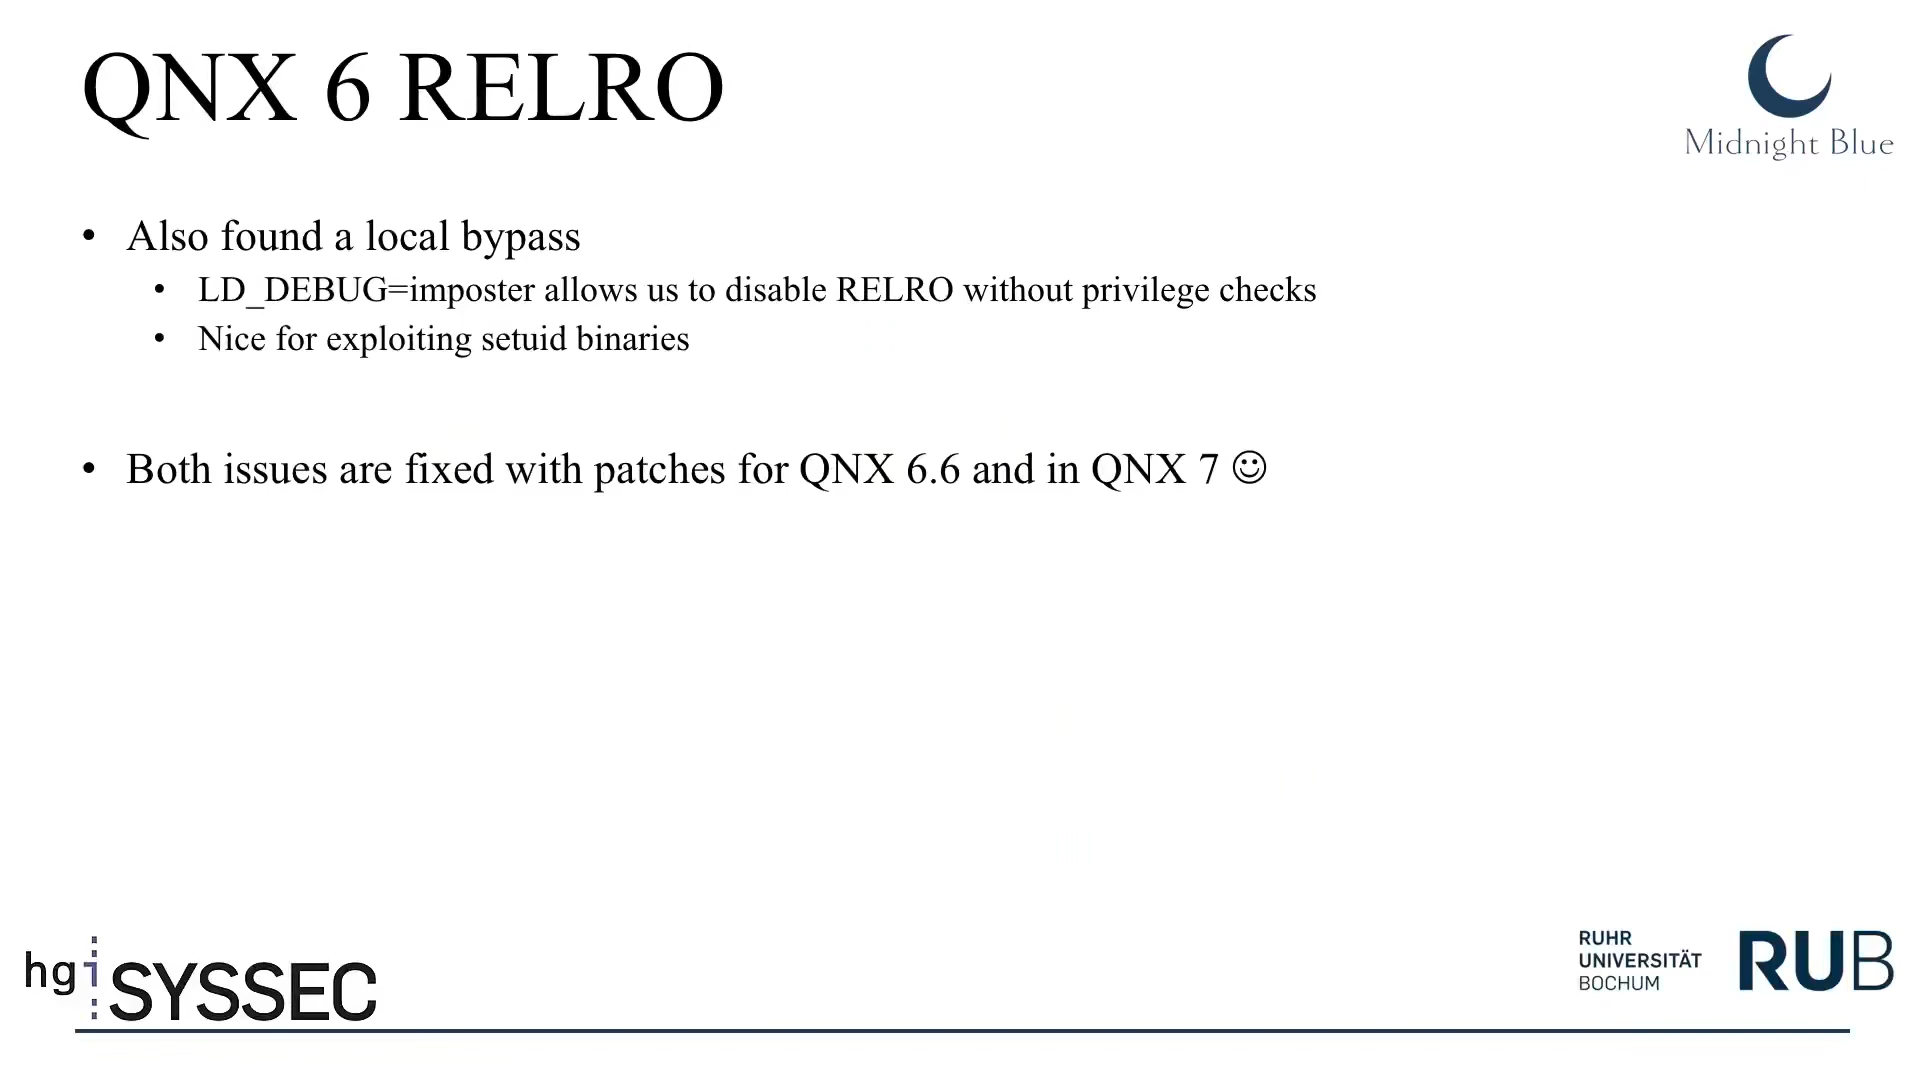 QNX 6 RELRO
Midnight Blue
• Also found a local bypass
• LD_DEBUG=imposter allows us to disable RELRO without privilege checks
• Nice for exploiting setuid binaries
• Both issues are fixed with patches for QNX 6.6 and in QNX 7 ☺
hgi SYSSEC
RUHR
UNIVERSITÄT
BOCHUM
RUB